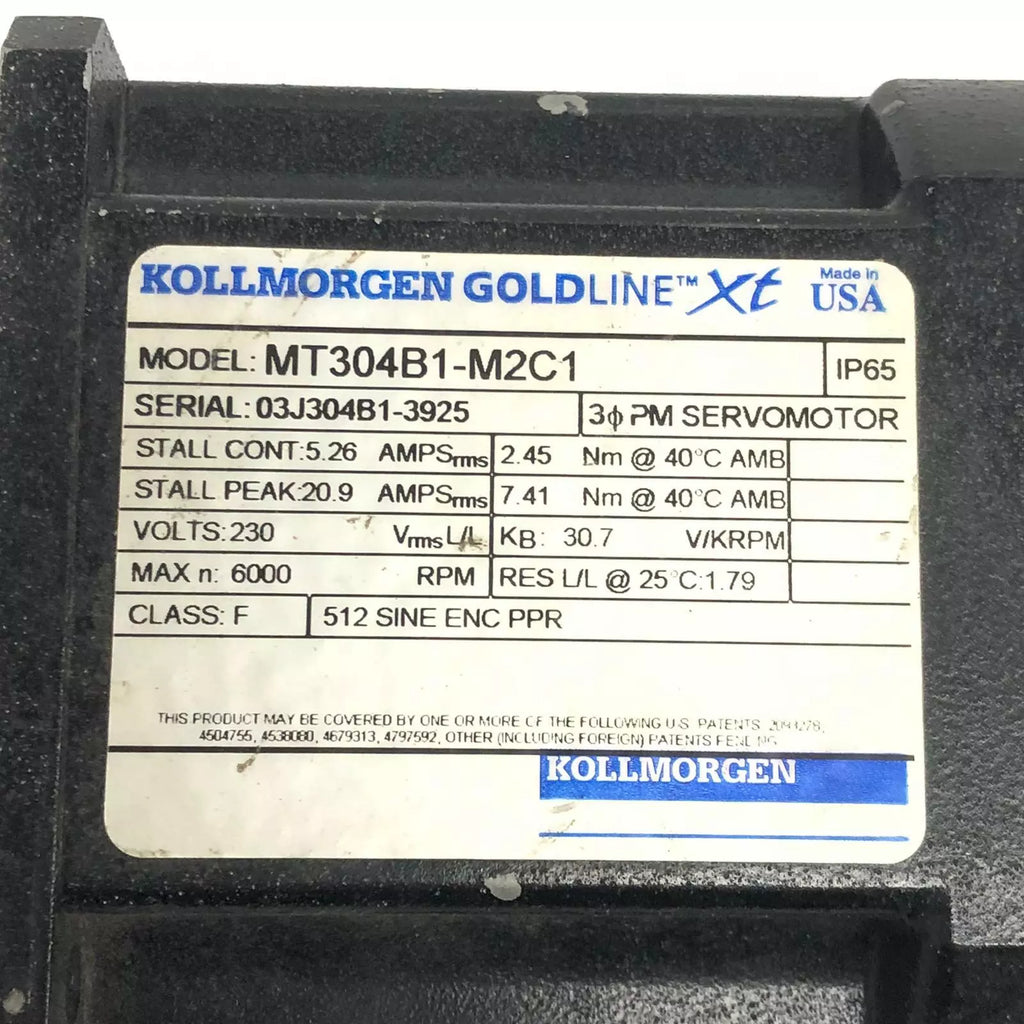 KOLLMORGEN GOLDLINE™ Xt Made in USA
MODEL: MT304B1-M2C1 IP65
SERIAL: 03J304B1-3925 3ϕ PM SERVOMOTOR
STALL CONT: 5.26 AMPSrms 2.45 Nm @ 40°C AMB
STALL PEAK: 20.9 AMPSrms 7.41 Nm @ 40°C AMB
VOLTS: 230 Vrms L/L KB: 30.7 V/KRPM
MAX n: 6000 RPM RES L/L @ 25°C: 1.79
CLASS: F 512 SINE ENC PPR
THIS PRODUCT MAY BE COVERED BY ONE OR MORE OF THE FOLLOWING U.S. PATENTS
4504755, 4538080, 4679313, 4797592, OTHER (INCLUDING FOREIGN) PATENTS
KOLLMORGEN